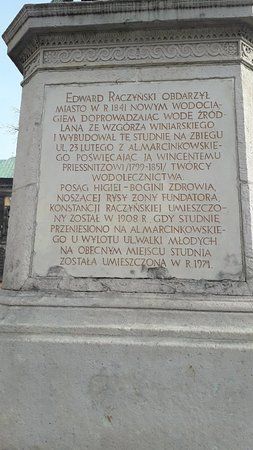 EDWARD RACZYŃSKI OBDARZYŁ
MIASTO W R 1841 NOWYM WODOCIĄ-
GIEM DOPROWADZAJĄC WODĘ ŹRÓD-
LANĄ ZE WZGÓRZA WINIARSKIEGO
I WYBUDOWAŁ TĘ STUDNIĘ NA ZBIEGU
UL. 23 LUTEGO Z AL. MARCINKOWSKI-
EGO POŚWIĘCAJĄC JĄ WINCENTEMU
PRIESSNITZOWI /1799-1851/ TWÓRCY
WODOLECZNICTWA.
POSĄG HIGIEI - BOGINI ZDROWIA,
NOSZĄCEJ RYSY ŻONY FUNDATORA,
KONSTANCJI RACZYŃSKIEJ UMIESZCZO-
NY ZOSTAŁ W 1908 R, GDY STUDNIĘ
PRZENIESIONO NA AL. MARCINKOWSKIE-
GO U WYLOTU UL. WALKI MŁODYCH.
NA OBECNYM MIEJSCU STUDNIA
ZOSTAŁA UMIESZCZONA W R 1971.